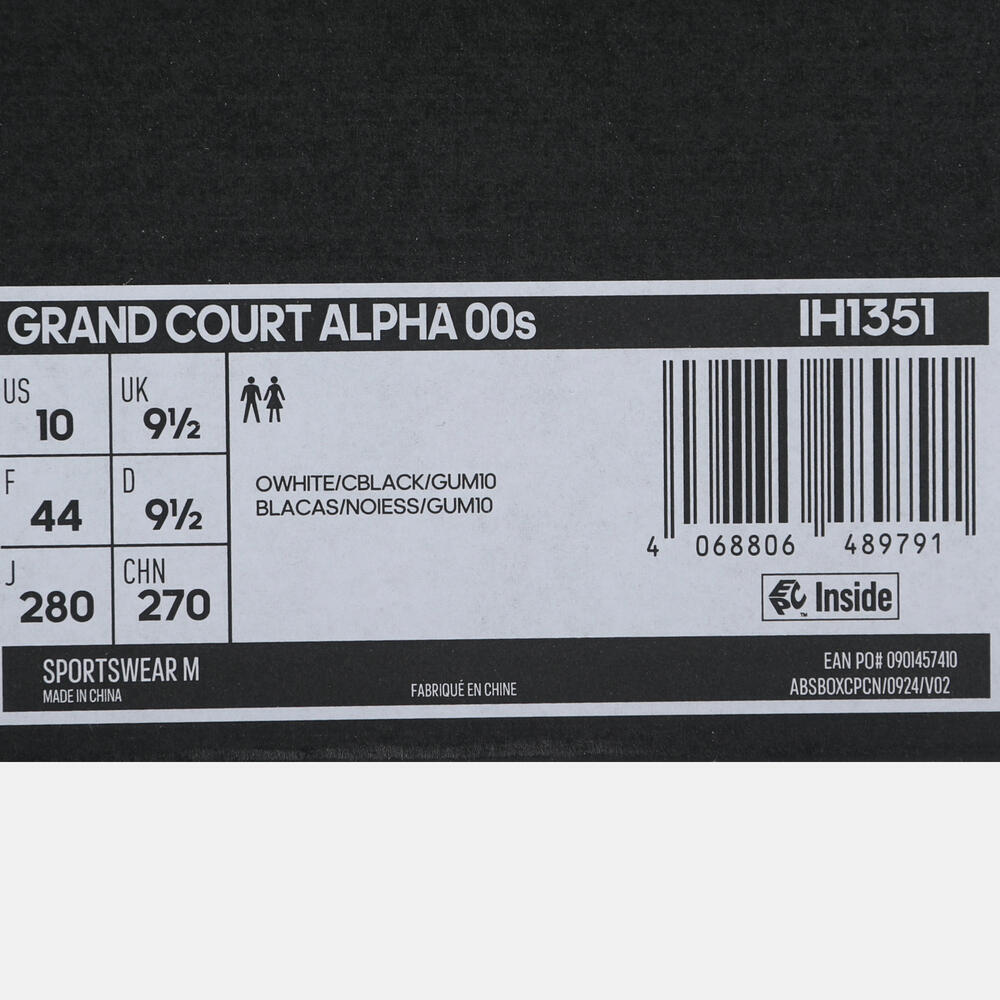 GRAND COURT ALPHA 00s IH1351
US 10 UK 9½
F 44 D 9½
J 280 CHN 270
OWHITE/CBLACK/GUM10
BLACAS/NOIESS/GUM10
4 068806 489791
EPC Inside
™
SPORTSWEAR M
MADE IN CHINA
FABRIQUÉ EN CHINE
EAN PO# 0901457410
ABSBOXCPCN/0924/V02